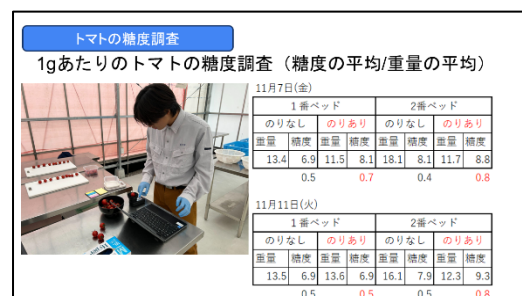 トマトの糖度調査
1gあたりのトマトの糖度調査（糖度の平均/重量の平均）
11月7日(金)
1番ベッド 2番ベッド
のりなし のりあり のりなし のりあり
重量 糖度 重量 糖度 重量 糖度 重量 糖度
13.4 6.9 11.5 8.1 18.1 8.1 11.7 8.8
0.5 0.7 0.4 0.8
11月11日(火)
1番ベッド 2番ベッド
のりなし のりあり のりなし のりあり
重量 糖度 重量 糖度 重量 糖度 重量 糖度
13.5 6.9 13.6 6.9 16.1 7.9 12.3 9.3
0.5 0.5 0.5 0.8